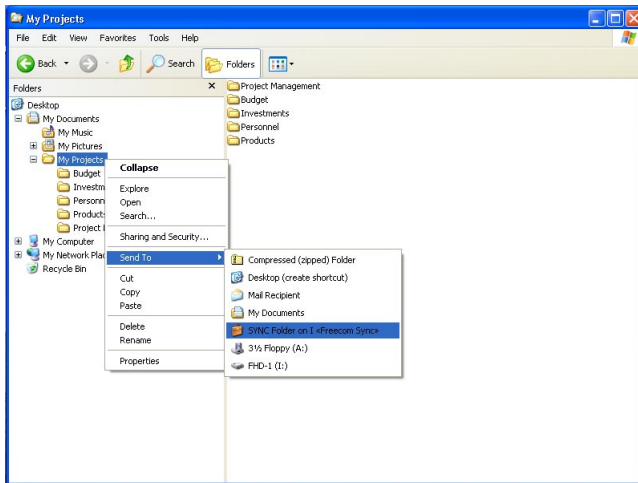 My Projects
File Edit View Favorites Tools Help
Back Search Folders
Folders
Desktop
My Documents
My Music
My Pictures
My Projects
Budget
Investm
Personn
Product
Project
My Computer
My Network Plac
Recycle Bin
Collapse
Explore
Open
Search...
Sharing and Security...
Send To
Cut
Copy
Paste
Delete
Rename
Properties
Compressed (zipped) Folder
Desktop (create shortcut)
Mail Recipient
My Documents
SYNC Folder on I «Freecom Sync»
3½ Floppy (A:)
FHD-1 (I:)
Project Management
Budget
Investments
Personnel
Products